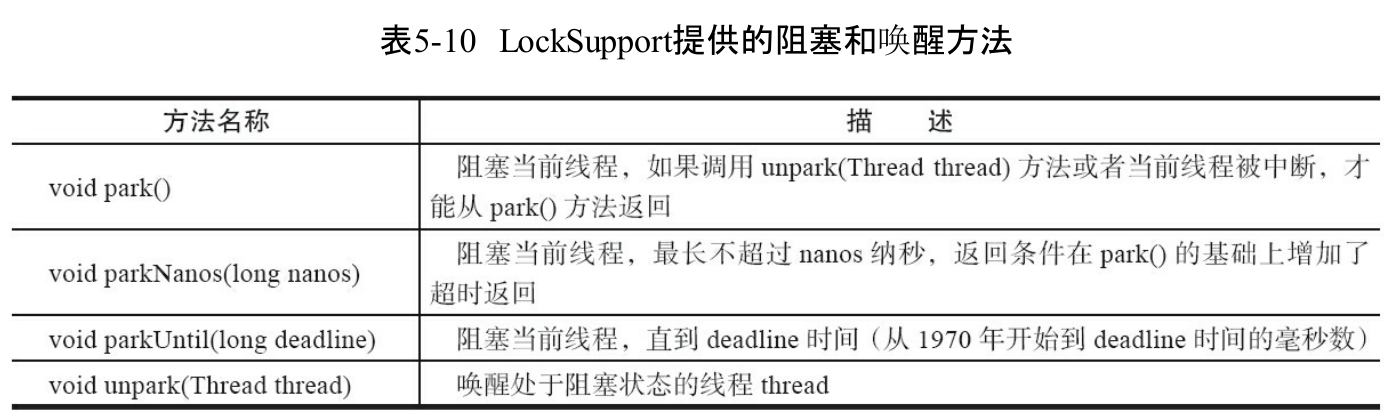 表5-10 LockSupport提供的阻塞和唤醒方法
方法名称 描 述
void park() 阻塞当前线程，如果调用 unpark(Thread thread) 方法或者当前线程被中断，才
能从 park() 方法返回
void parkNanos(long nanos) 阻塞当前线程，最长不超过 nanos 纳秒，返回条件在 park() 的基础上增加了
超时返回
void parkUntil(long deadline) 阻塞当前线程，直到 deadline 时间（从 1970 年开始到 deadline 时间的毫秒数）
void unpark(Thread thread) 唤醒处于阻塞状态的线程 thread